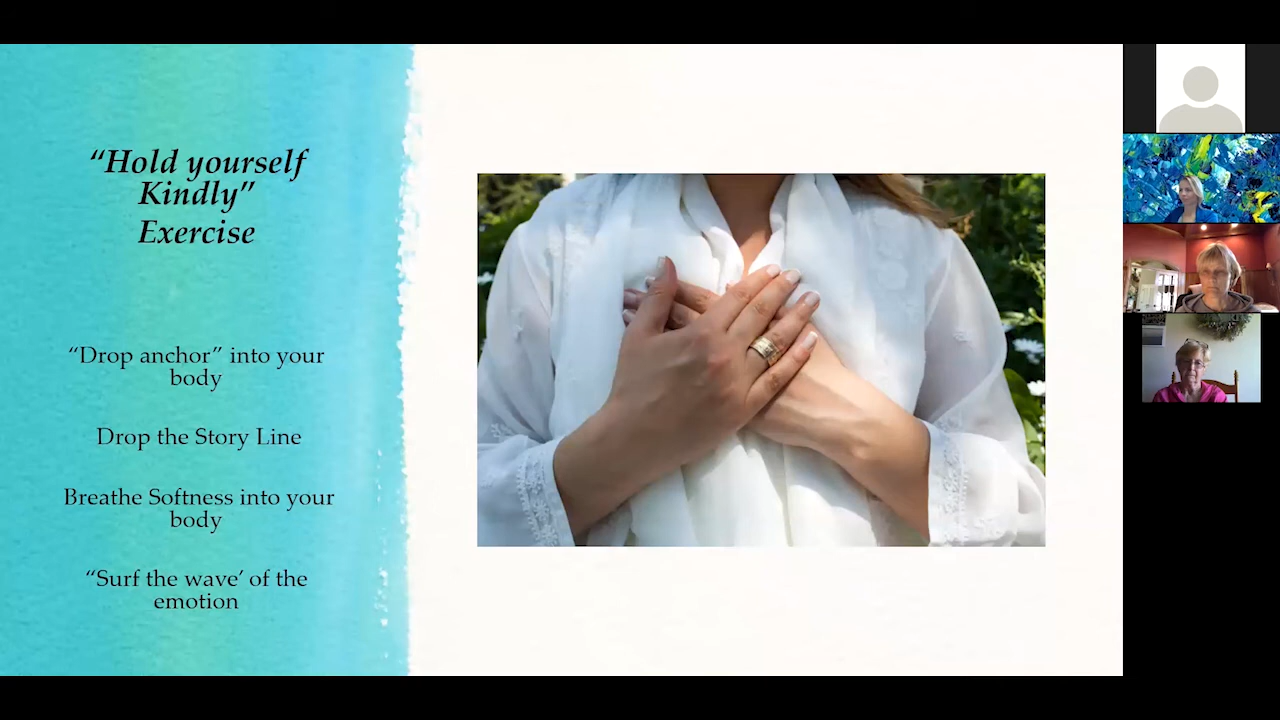 “Hold yourself
Kindly”
Exercise
“Drop anchor” into your
body
Drop the Story Line
Breathe Softness into your
body
“Surf the wave’ of the
emotion